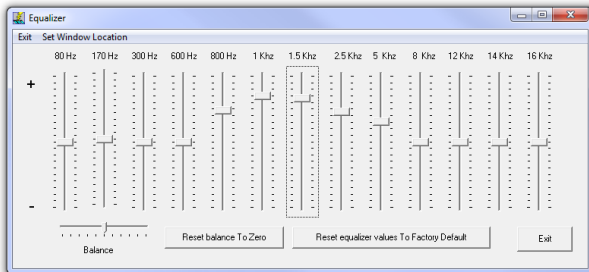 Equalizer
Exit Set Window Location
80 Hz 170 Hz 300 Hz 600 Hz 800 Hz 1 Khz 1.5 Khz 2.5 Khz 5 Khz 8 Khz 12 Khz 14 Khz 16 Khz
+
-
Balance
Reset balance To Zero
Reset equalizer values To Factory Default
Exit